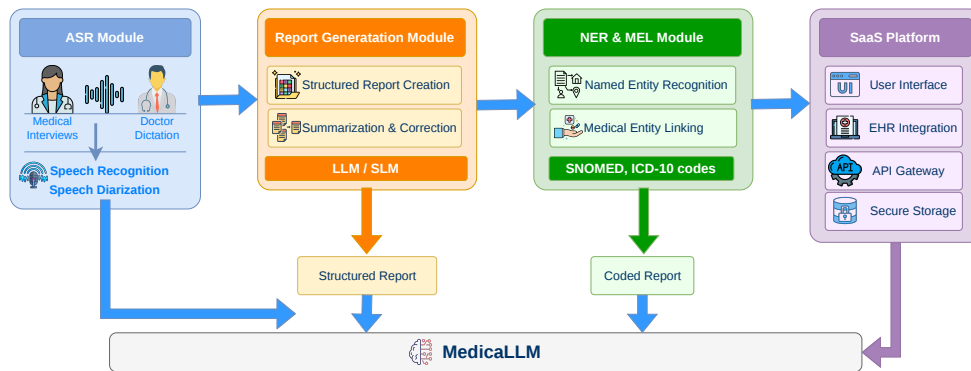 ASR Module
Medical
Interviews
Doctor
Dictation
Speech Recognition
Speech Diarization
Report Generatation Module
Structured Report Creation
Summarization & Correction
LLM / SLM
Structured Report
NER & MEL Module
Named Entity Recognition
Medical Entity Linking
SNOMED, ICD-10 codes
Coded Report
SaaS Platform
UI
User Interface
EHR Integration
API
API Gateway
Secure Storage
MedicaLLM